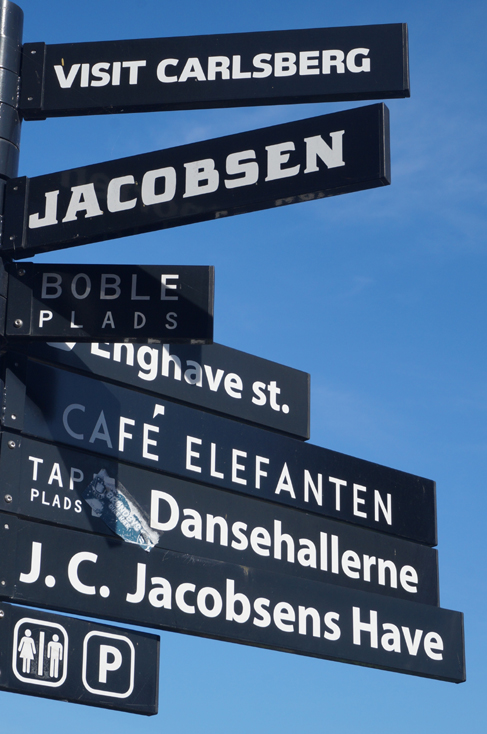 VISIT CARLSBERG
JACOBSEN
BOBLE
PLADS
Enghave st.
CAFÉ ELEFANTEN
TAP
PLADS
Dansehallerne
J. C. Jacobsens Have
P